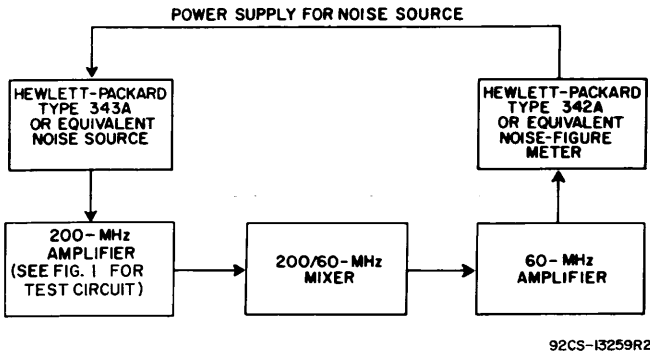 POWER SUPPLY FOR NOISE SOURCE
HEWLETT-PACKARD
TYPE 343A
OR EQUIVALENT
NOISE SOURCE
HEWLETT-PACKARD
TYPE 342A
OR EQUIVALENT
NOISE-FIGURE
METER
200-MHz
AMPLIFIER
(SEE FIG. 1 FOR
TEST CIRCUIT)
200/60-MHz
MIXER
60-MHz
AMPLIFIER
92CS-13259R2